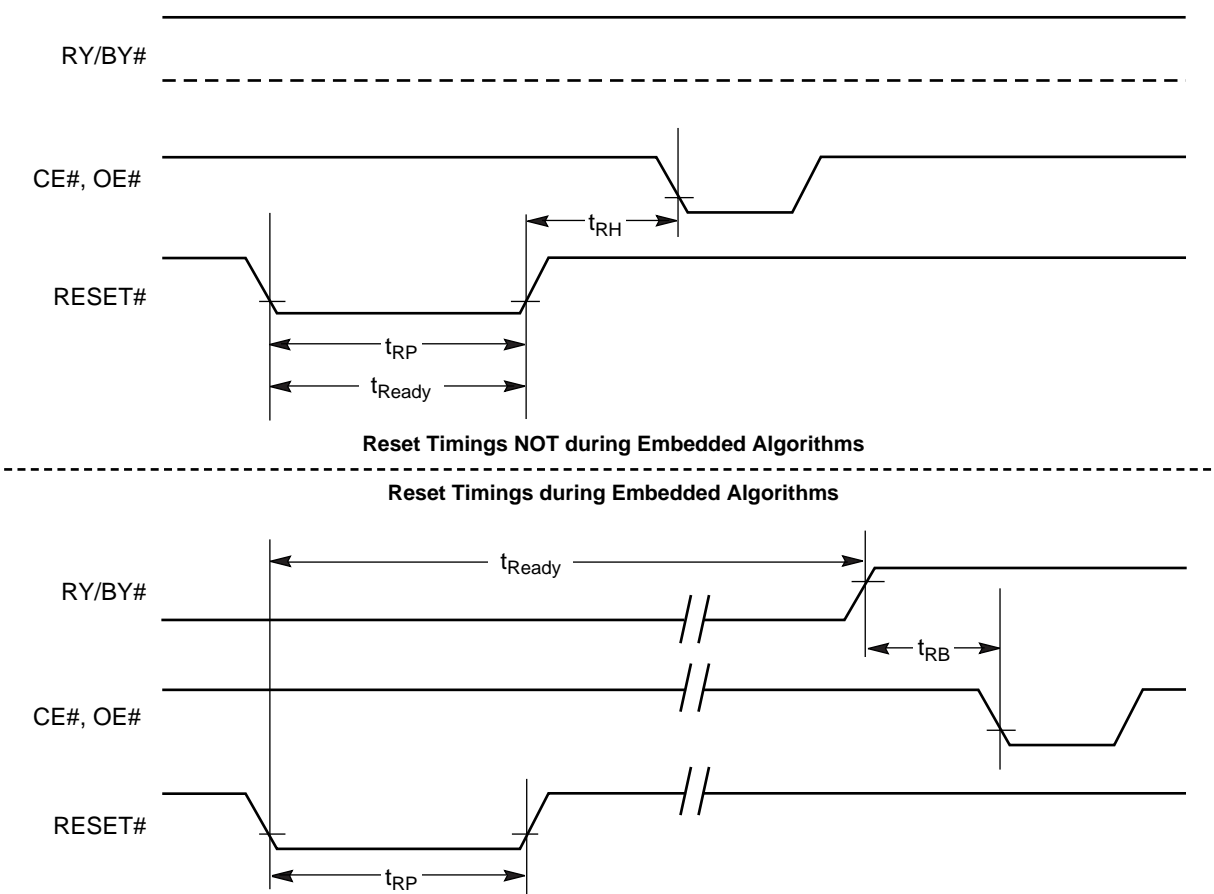 RY/BY#
CE#, OE#
tRH
RESET#
tRP
tReady
Reset Timings NOT during Embedded Algorithms
Reset Timings during Embedded Algorithms
tReady
RY/BY#
tRB
CE#, OE#
RESET#
tRP